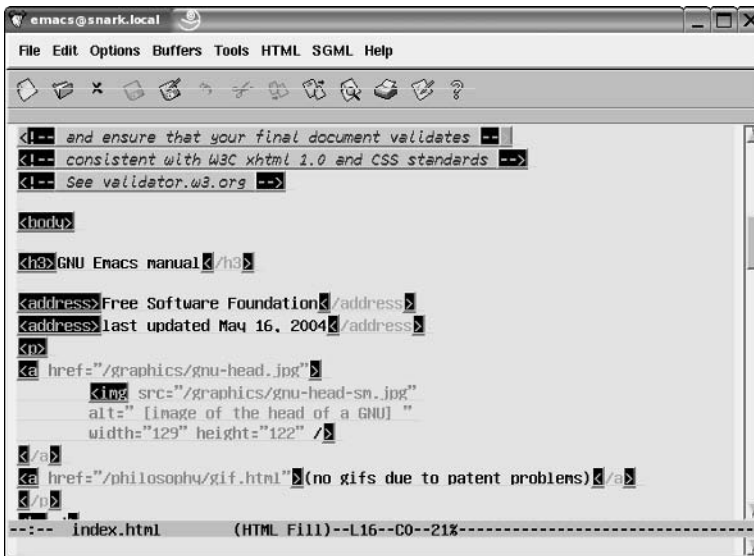 emacs@snark.local
File Edit Options Buffers Tools HTML SGML Help
<!-- and ensure that your final document validates --
<!-- consistent with W3C xhtml 1.0 and CSS standards -->
<!-- See validator.w3.org -->
<body>
<h3>GNU Emacs manual</h3>
<address>Free Software Foundation</address>
<address>last updated May 16, 2004</address>
<p>
<a href="/graphics/gnu-head.jpg">
<img src="/graphics/gnu-head-sm.jpg"
alt=" [image of the head of a GNU] "
width="129" height="122" />
</a>
<a href="/philosophy/gif.html">(no gifs due to patent problems)</a>
</p>
--:-- index.html (HTML Fill)--L16--C0--21%--------------------------------